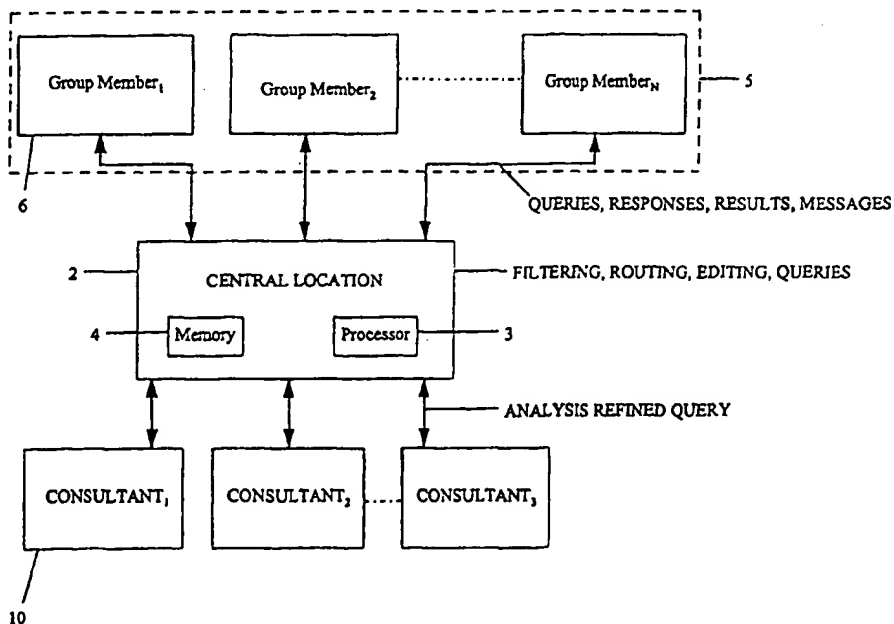 Group Member1
Group Member2
Group MemberN
5
6
QUERIES, RESPONSES, RESULTS, MESSAGES
2
CENTRAL LOCATION
FILTERING, ROUTING, EDITING, QUERIES
4
Memory
Processor
3
ANALYSIS REFINED QUERY
CONSULTANT1
CONSULTANT2
CONSULTANT3
10